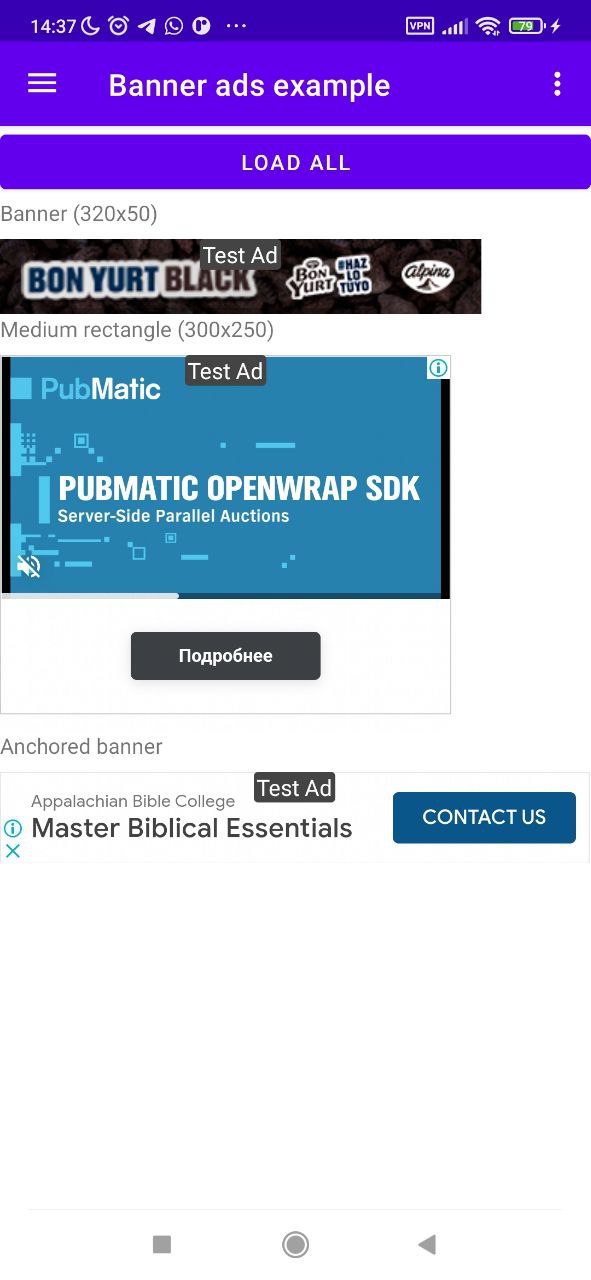 14:37
VPN
79
Banner ads example
LOAD ALL
Banner (320x50)
Test Ad
BON YURT BLACK
BON YURT
#HAZ
LO
TUYO
Alpina
Medium rectangle (300x250)
Test Ad
PubMatic
PUBMATIC OPENWRAP SDK
Server-Side Parallel Auctions
Подробнее
Anchored banner
Test Ad
Appalachian Bible College
Master Biblical Essentials
CONTACT US